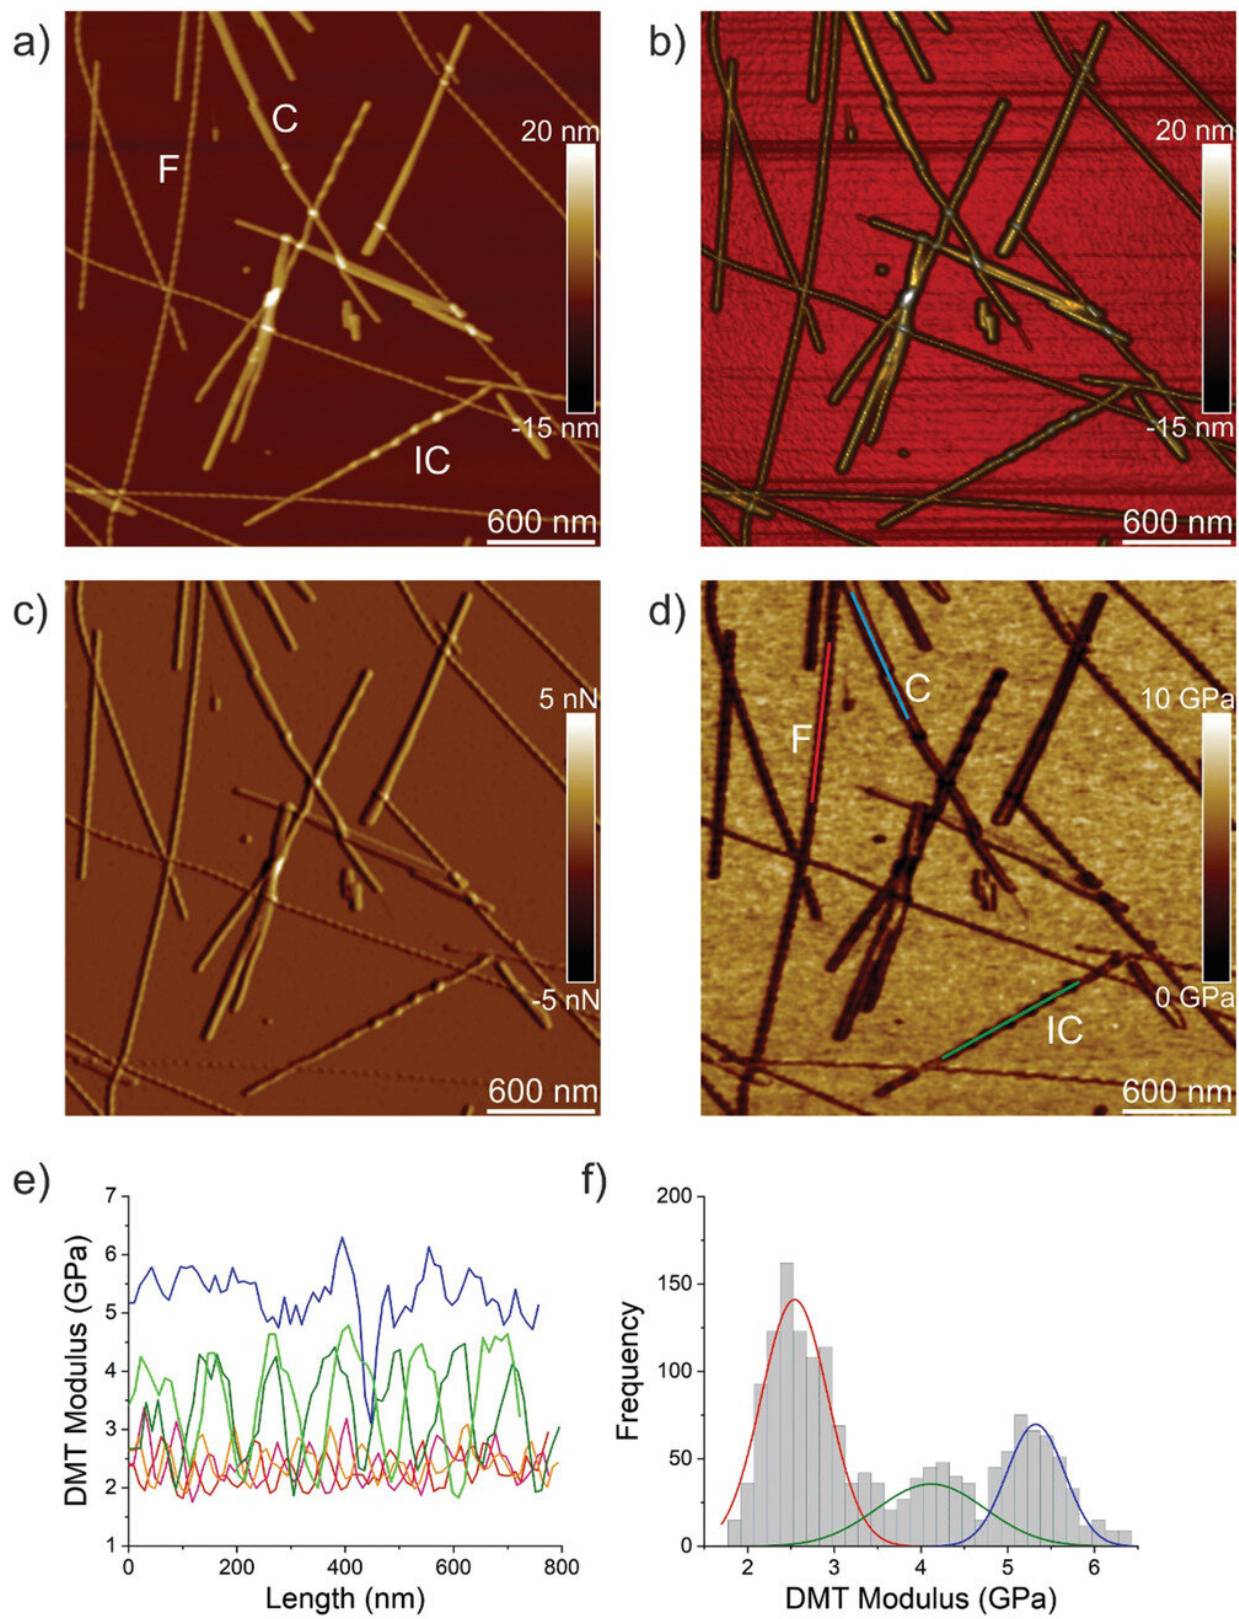 a)
C
F
IC
20 nm
-15 nm
600 nm
b)
20 nm
-15 nm
600 nm
c)
5 nN
-5 nN
600 nm
d)
C
F
IC
10 GPa
0 GPa
600 nm
e)
7
6
5
4
3
2
1
DMT Modulus (GPa)
0
200
400
600
800
Length (nm)
f)
200
150
100
50
0
Frequency
2
3
4
5
6
DMT Modulus (GPa)